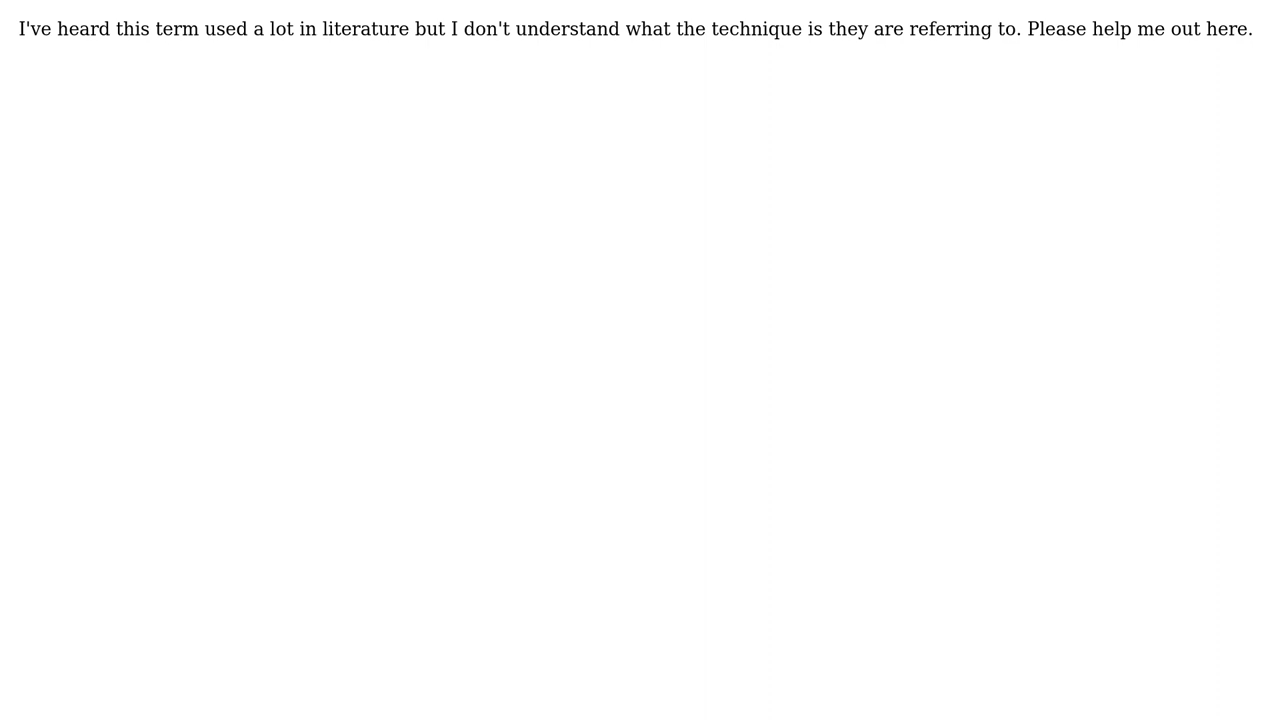 I've heard this term used a lot in literature but I don't understand what the technique is they are referring to. Please help me out here.